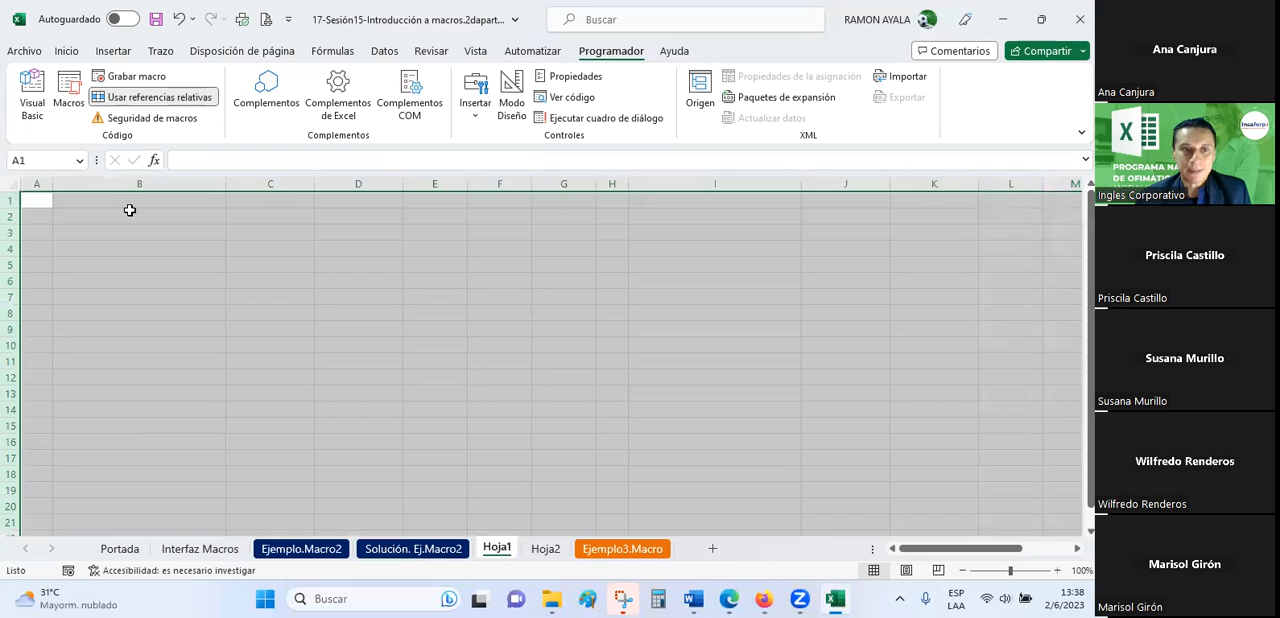 Autoguardado
17-Sesión15-Introducción a macros.2dapart...
Buscar
RAMON AYALA
Archivo Inicio Insertar Trazo Disposición de página Fórmulas Datos Revisar Vista Automatizar Programador Ayuda
Comentarios
Compartir
Visual Basic
Macros
Grabar macro
Usar referencias relativas
Seguridad de macros
Código
Complementos
Complementos de Excel
Complementos COM
Complementos
Insertar
Modo Diseño
Propiedades
Ver código
Ejecutar cuadro de diálogo
Controles
Origen
Propiedades de la asignación
Paquetes de expansión
Actualizar datos
Importar
Exportar
XML
A1
fx
A B C D E F G H I J K L M
1
2
3
4
5
6
7
8
9
10
11
12
13
14
15
16
17
18
19
20
21
Portada Interfaz Macros Ejemplo.Macro2 Solución. Ej.Macro2 Hoja1 Hoja2 Ejemplo3.Macro
Listo
Accesibilidad: es necesario investigar
100%
31°C
Mayorm. nublado
Buscar
ESP
LAA
13:38
2/6/2023
Ana Canjura
Ana Canjura
PROGRAMA NA
DE OFIMÁTIC
Insaforp
Ingles Corporativo
Priscila Castillo
Priscila Castillo
Susana Murillo
Susana Murillo
Wilfredo Renderos
Wilfredo Renderos
Marisol Girón
Marisol Girón